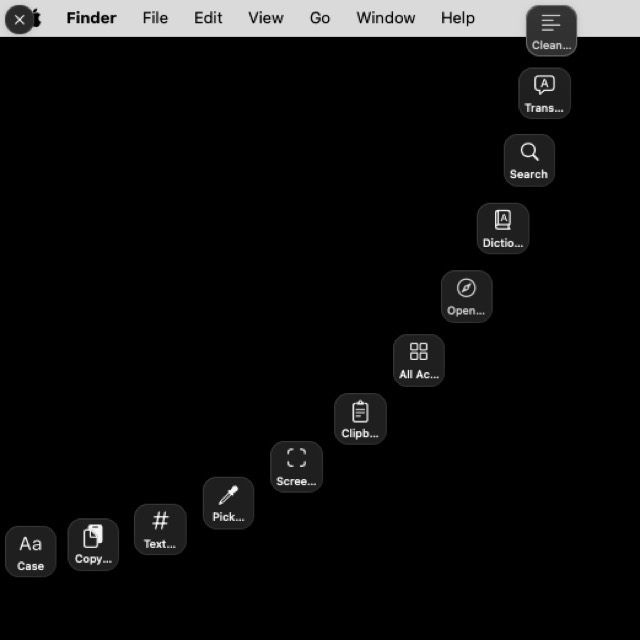 Finder File Edit View Go Window Help
Clean...
Trans...
Search
Dictio...
Open...
All Ac...
Clipb...
Scree...
Pick...
Text...
Copy...
Aa
Case